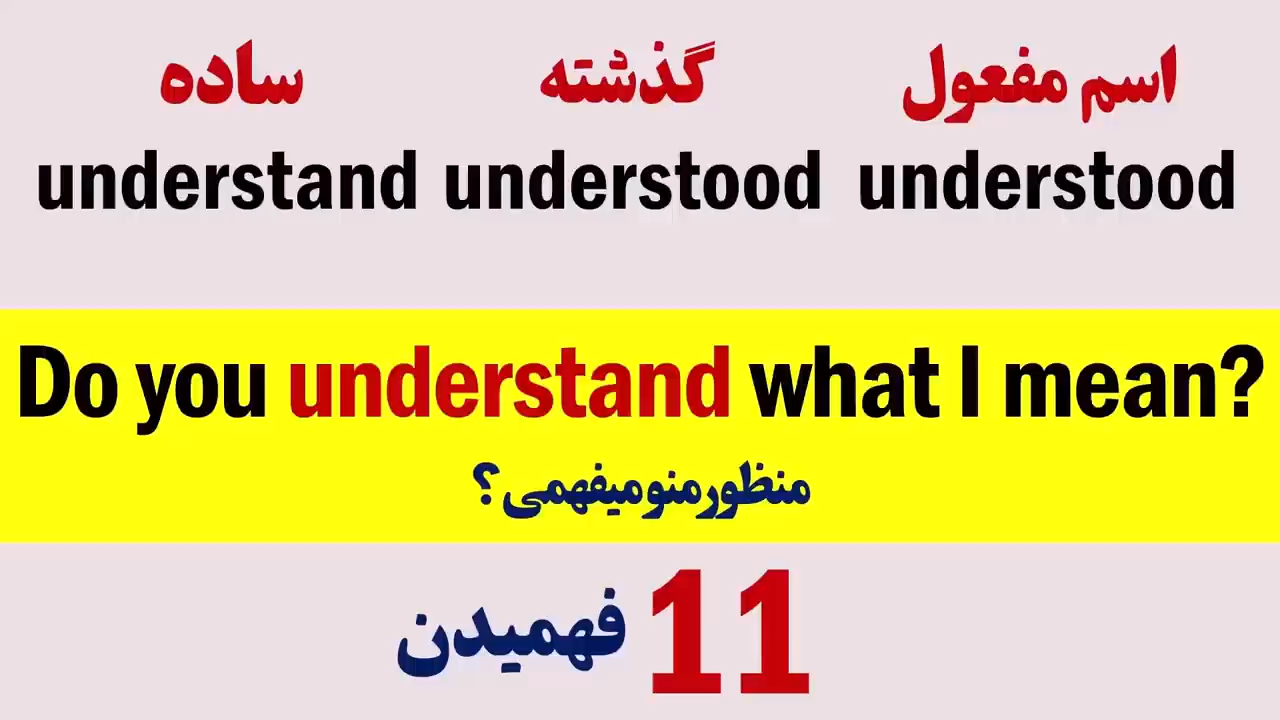 ساده گذشته اسم مفعول
understand understood understood
Do you understand what I mean?
منظورمنومیفهمی؟
11 فهمیدن